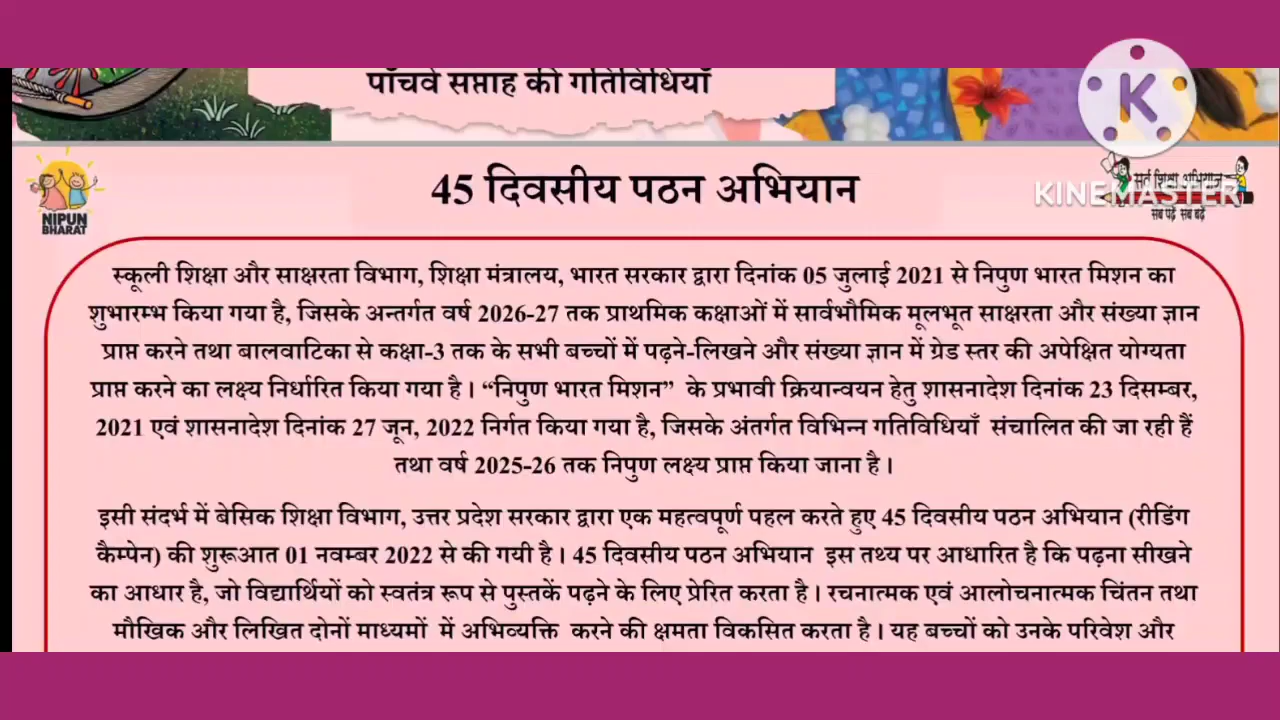 पाँचवे सप्ताह की गतिविधियाँ
45 दिवसीय पठन अभियान
NIPUN
BHARAT
सर्व शिक्षा अभियान
KINEMASTER
सब पढ़ें सब बढ़ें
स्कूली शिक्षा और साक्षरता विभाग, शिक्षा मंत्रालय, भारत सरकार द्वारा दिनांक 05 जुलाई 2021 से निपुण भारत मिशन का
शुभारम्भ किया गया है, जिसके अन्तर्गत वर्ष 2026-27 तक प्राथमिक कक्षाओं में सार्वभौमिक मूलभूत साक्षरता और संख्या ज्ञान
प्राप्त करने तथा बालवाटिका से कक्षा-3 तक के सभी बच्चों में पढ़ने-लिखने और संख्या ज्ञान में ग्रेड स्तर की अपेक्षित योग्यता
प्राप्त करने का लक्ष्य निर्धारित किया गया है। “निपुण भारत मिशन” के प्रभावी क्रियान्वयन हेतु शासनादेश दिनांक 23 दिसम्बर,
2021 एवं शासनादेश दिनांक 27 जून, 2022 निर्गत किया गया है, जिसके अंतर्गत विभिन्न गतिविधियाँ संचालित की जा रही हैं
तथा वर्ष 2025-26 तक निपुण लक्ष्य प्राप्त किया जाना है।
इसी संदर्भ में बेसिक शिक्षा विभाग, उत्तर प्रदेश सरकार द्वारा एक महत्वपूर्ण पहल करते हुए 45 दिवसीय पठन अभियान (रीडिंग
कैम्पेन) की शुरूआत 01 नवम्बर 2022 से की गयी है। 45 दिवसीय पठन अभियान इस तथ्य पर आधारित है कि पढ़ना सीखने
का आधार है, जो विद्यार्थियों को स्वतंत्र रूप से पुस्तकें पढ़ने के लिए प्रेरित करता है। रचनात्मक एवं आलोचनात्मक चिंतन तथा
मौखिक और लिखित दोनों माध्यमों में अभिव्यक्ति करने की क्षमता विकसित करता है। यह बच्चों को उनके परिवेश और